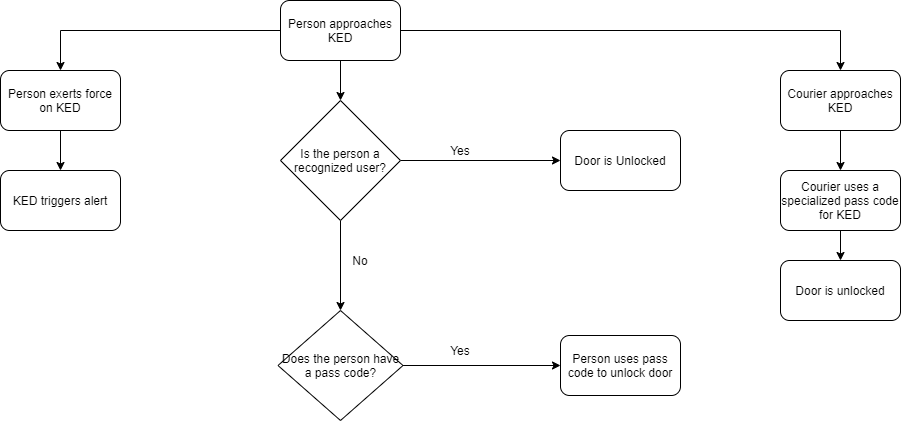 Person approaches
KED
Person exerts force
on KED
Courier approaches
KED
Is the person a
recognized user?
Yes
Door is Unlocked
KED triggers alert
Courier uses a
specialized pass code
for KED
No
Door is unlocked
Does the person have
a pass code?
Yes
Person uses pass
code to unlock door